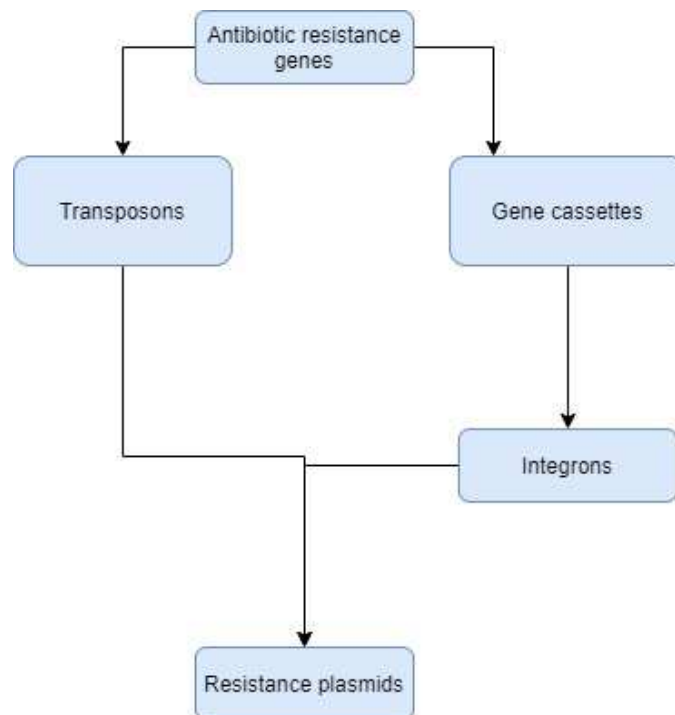 Antibiotic resistance
genes
Transposons
Gene cassettes
Integrons
Resistance plasmids